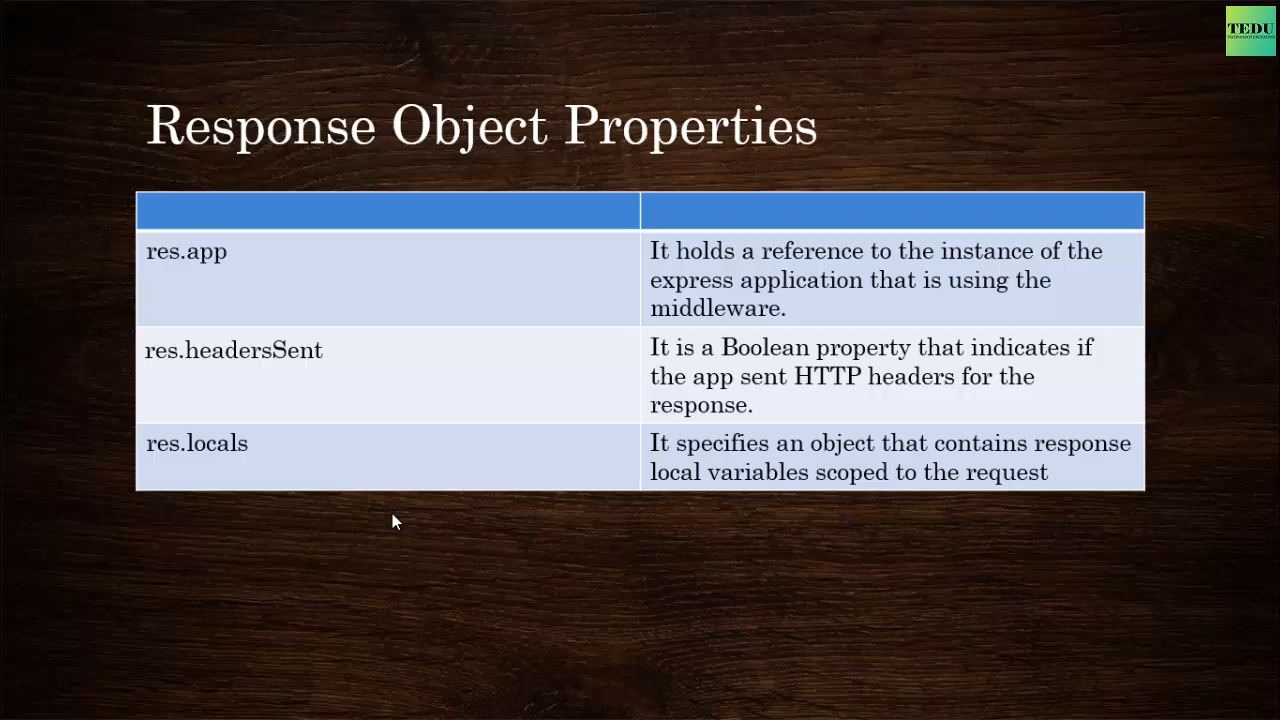 TEDU
Response Object Properties
res.app
It holds a reference to the instance of the
express application that is using the
middleware.
res.headersSent
It is a Boolean property that indicates if
the app sent HTTP headers for the
response.
res.locals
It specifies an object that contains response
local variables scoped to the request